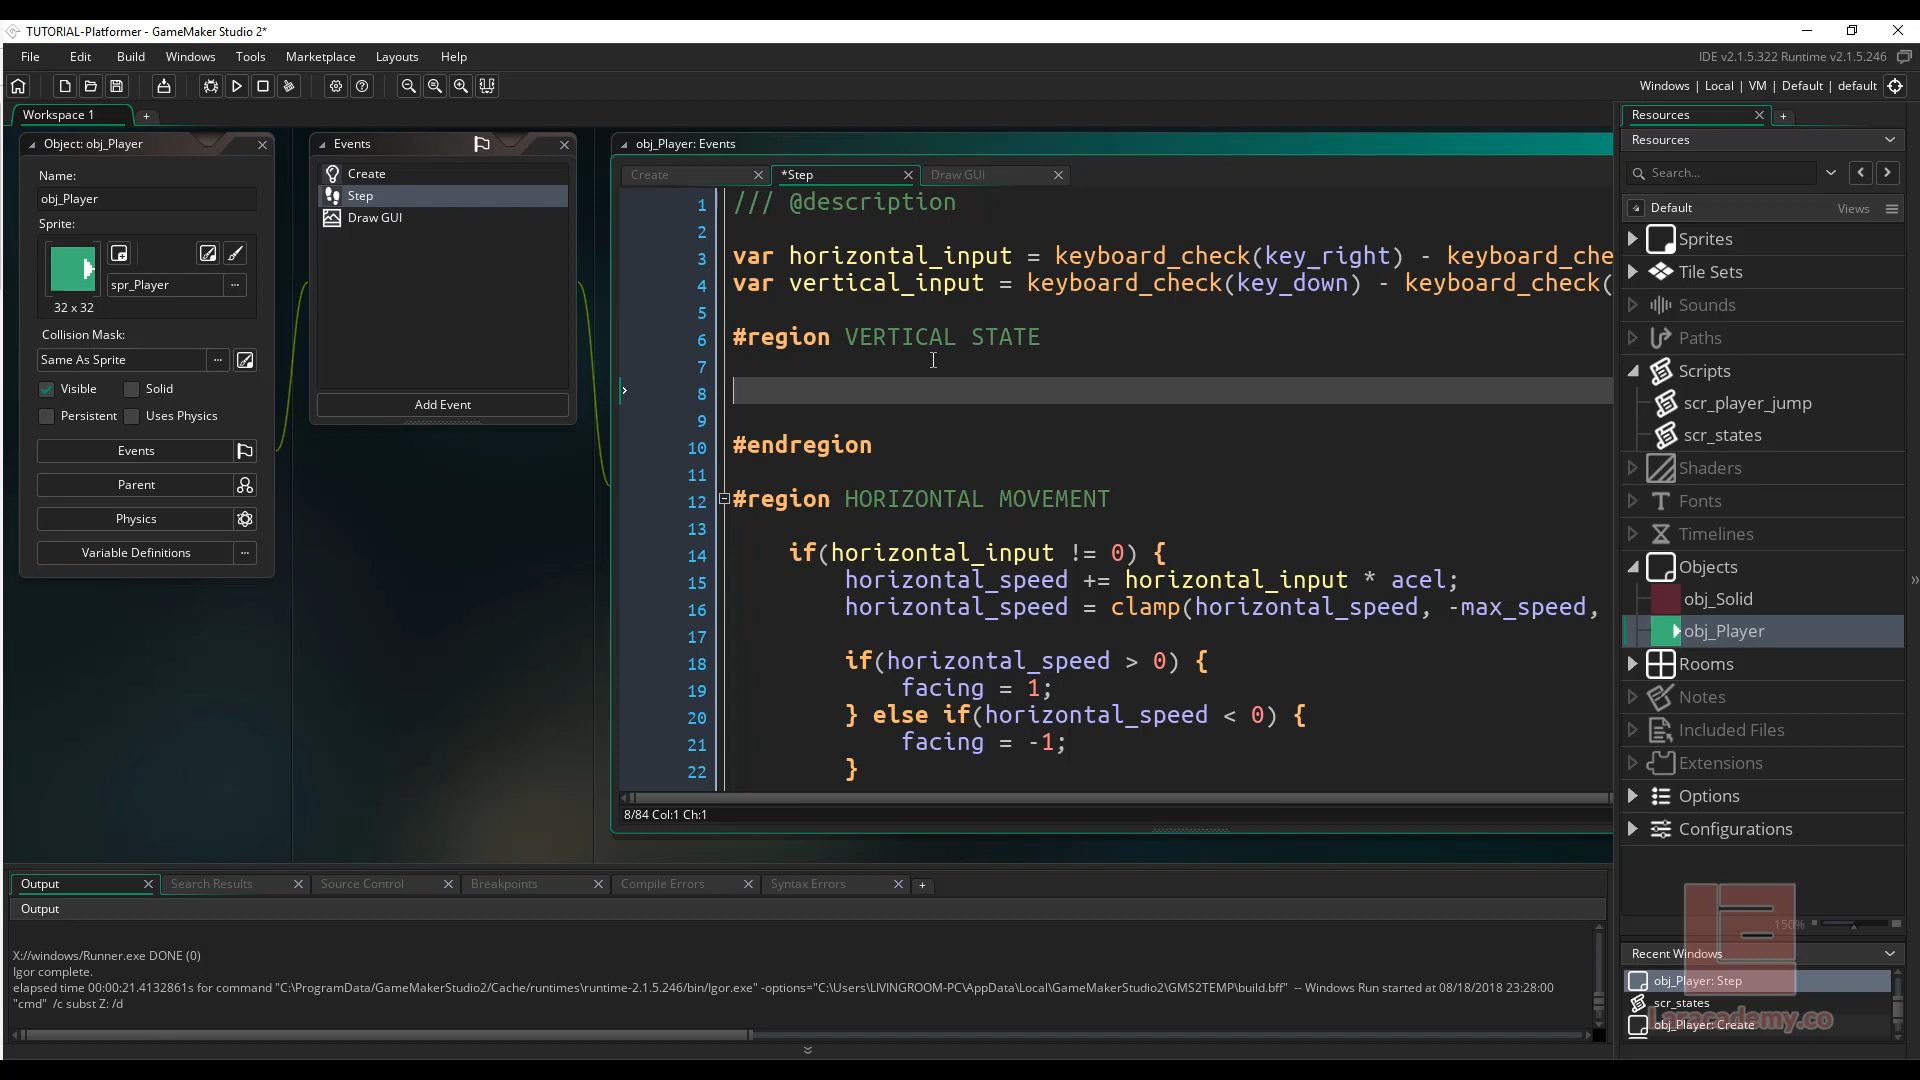 TUTORIAL-Platformer - GameMaker Studio 2*
File Edit Build Windows Tools Marketplace Layouts Help
IDE v2.1.5.322 Runtime v2.1.5.246
Windows | Local | VM | Default | default
Workspace 1
Object: obj_Player
Name:
obj_Player
Sprite:
spr_Player
32 x 32
Collision Mask:
Same As Sprite
Visible Solid
Persistent Uses Physics
Events
Parent
Physics
Variable Definitions
Events
Create
Step
Draw GUI
Add Event
obj_Player: Events
Create *Step Draw GUI
1 /// @description
2
3 var horizontal_input = keyboard_check(key_right) - keyboard_che
4 var vertical_input = keyboard_check(key_down) - keyboard_check(
5
6 #region VERTICAL STATE
7
8
9
10 #endregion
11
12 #region HORIZONTAL MOVEMENT
13
14 if(horizontal_input != 0) {
15 horizontal_speed += horizontal_input * acel;
16 horizontal_speed = clamp(horizontal_speed, -max_speed,
17
18 if(horizontal_speed > 0) {
19 facing = 1;
20 } else if(horizontal_speed < 0) {
21 facing = -1;
22 }
8/84 Col:1 Ch:1
Resources
Resources
Search...
Default Views
Sprites
Tile Sets
Sounds
Paths
Scripts
scr_player_jump
scr_states
Shaders
Fonts
Timelines
Objects
obj_Solid
obj_Player
Rooms
Notes
Included Files
Extensions
Options
Configurations
150%
Recent Windows
obj_Player: Step
scr_states
obj_Player: Create
Laracademy.co
Output Search Results Source Control Breakpoints Compile Errors Syntax Errors
Output
X://windows/Runner.exe DONE (0)
Igor complete.
elapsed time 00:00:21.4132861s for command "C:\ProgramData/GameMakerStudio2/Cache/runtimes\runtime-2.1.5.246/bin/Igor.exe" -options="C:\Users\LIVINGROOM-PC\AppData\Local\GameMakerStudio2\GMS2TEMP\build.bff" -- Windows Run started at 08/18/2018 23:28:00
"cmd" /c subst Z: /d